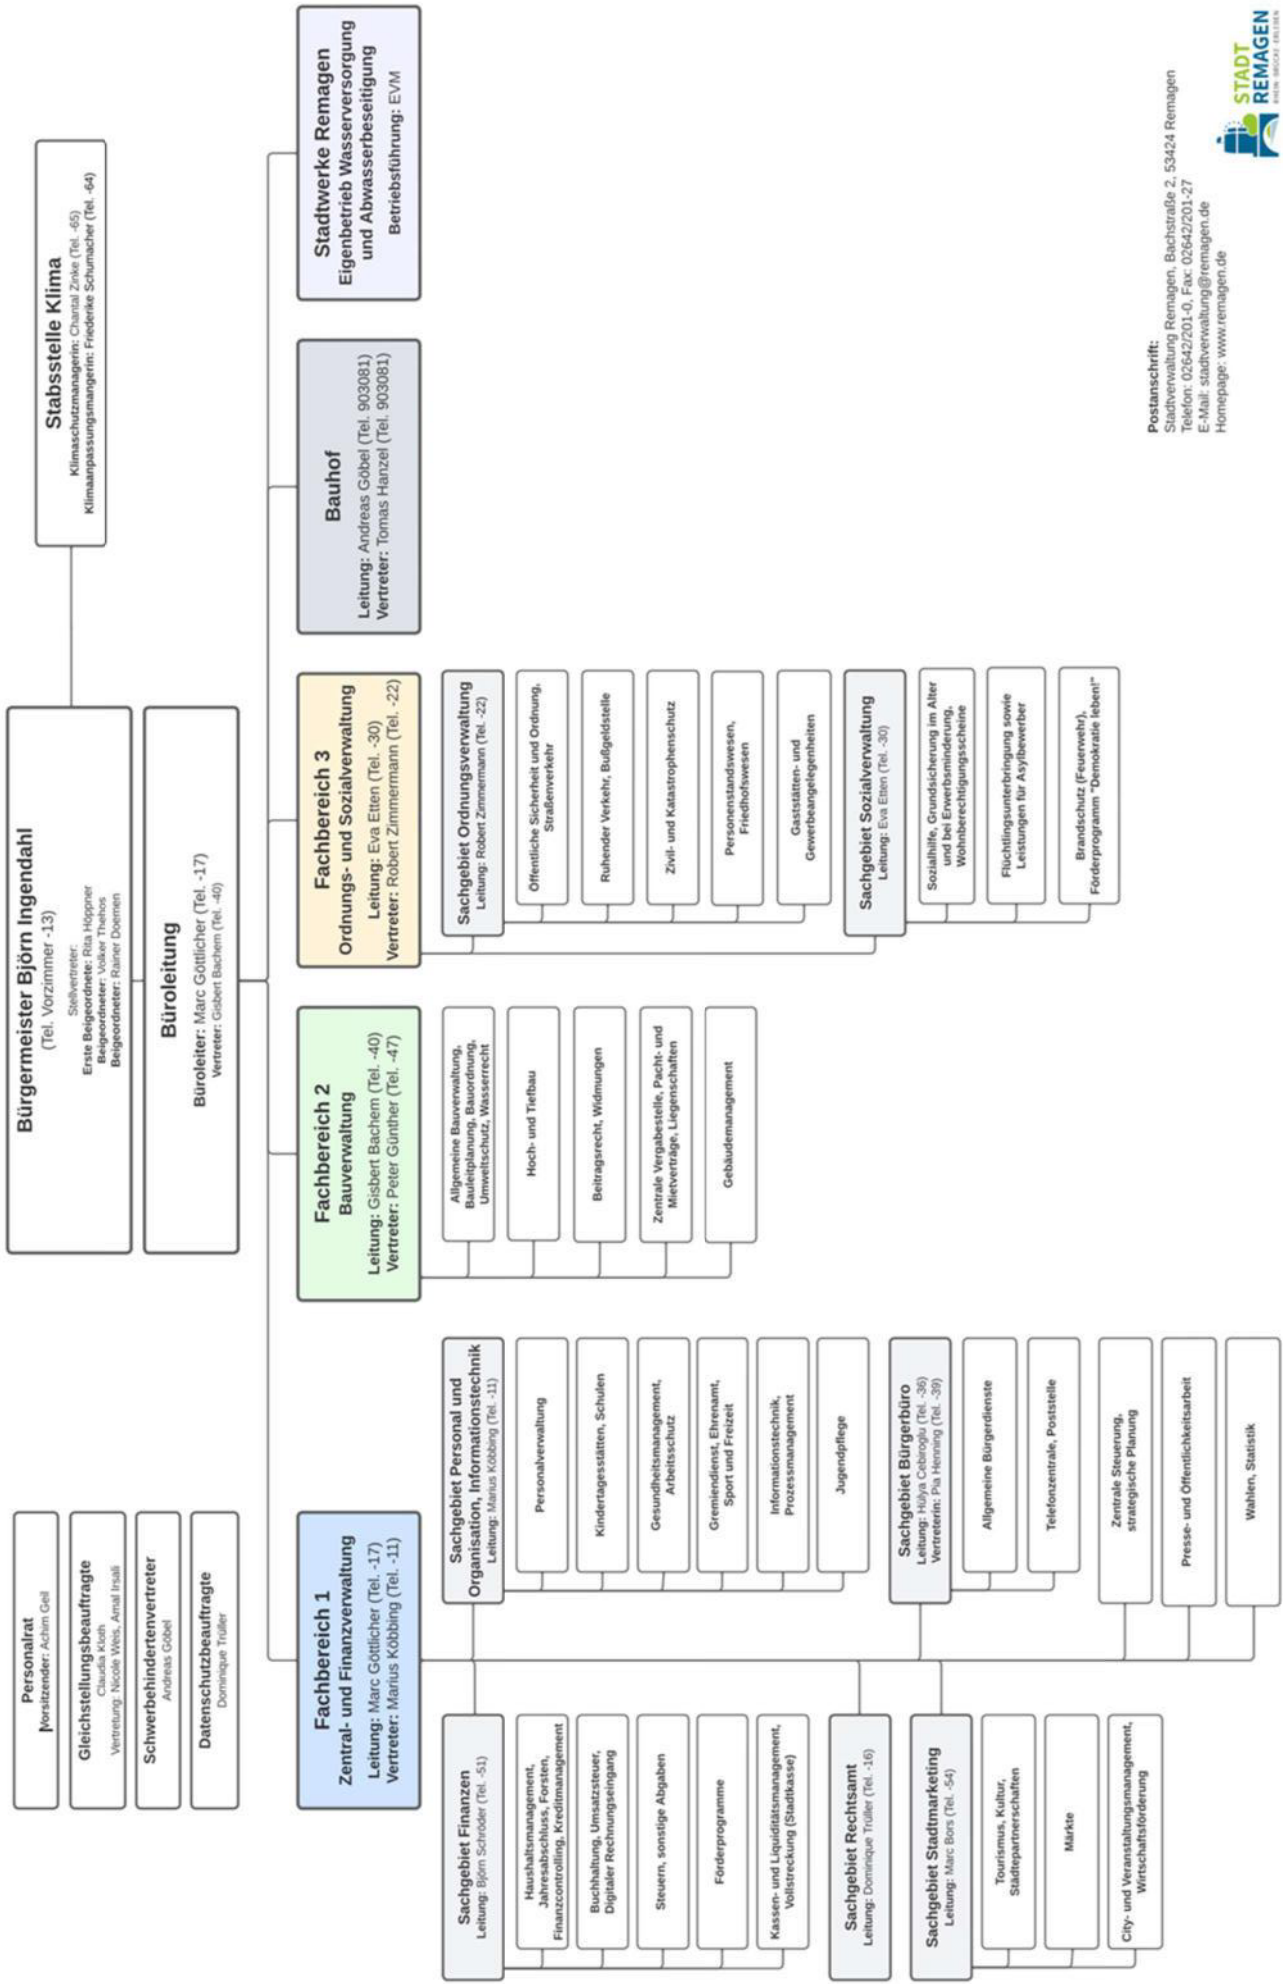 Personalrat
Vorsitzender: Achim Geil
Gleichstellungsbeauftragte
Claudia Kloth
Vertretung: Nicole Weis, Amal Irsali
Schwerbehindertenvertreter
Andreas Göbel
Datenschutzbeauftragte
Dominique Trüller
Bürgermeister Björn Ingendahl
(Tel. Vorzimmer -13)
Stellvertreter:
Erste Beigeordnete: Rita Höppner
Beigeordneter: Volker Thehos
Beigeordneter: Rainer Doemen
Stabsstelle Klima
Klimaschutzmanagerin: Chantal Zinke (Tel. -65)
Klimaanpassungsmangerin: Friederike Schumacher (Tel. -64)
Büroleitung
Büroleiter: Marc Göttlicher (Tel. -17)
Vertreter: Gisbert Bachem (Tel. -40)
Fachbereich 1
Zentral- und Finanzverwaltung
Leitung: Marc Göttlicher (Tel. -17)
Vertreter: Marius Köbbing (Tel. -11)
Sachgebiet Finanzen
Leitung: Björn Schröder (Tel. -51)
Haushaltsmanagement,
Jahresabschluss, Forsten,
Finanzcontrolling, Kreditmanagement
Buchhaltung, Umsatzsteuer,
Digitaler Rechnungseingang
Steuern, sonstige Abgaben
Förderprogramme
Kassen- und Liquiditätsmanagement,
Vollstreckung (Stadtkasse)
Sachgebiet Rechtsamt
Leitung: Dominique Trüller (Tel. -16)
Sachgebiet Stadtmarketing
Leitung: Marc Bors (Tel. -54)
Tourismus, Kultur,
Städtepartnerschaften
Märkte
City- und Veranstaltungsmanagement,
Wirtschaftsförderung
Sachgebiet Personal und
Organisation, Informationstechnik
Leitung: Marius Köbbing (Tel. -11)
Personalverwaltung
Kindertagesstätten, Schulen
Gesundheitsmanagement,
Arbeitsschutz
Gremiendienst, Ehrenamt,
Sport und Freizeit
Informationstechnik,
Prozessmanagement
Jugendpflege
Sachgebiet Bürgerbüro
Leitung: Hülya Cebiroglu (Tel. -36)
Vertreterin: Pia Henning (Tel. -39)
Allgemeine Bürgerdienste
Telefonzentrale, Poststelle
Zentrale Steuerung,
strategische Planung
Presse- und Öffentlichkeitsarbeit
Wahlen, Statistik
Fachbereich 2
Bauverwaltung
Leitung: Gisbert Bachem (Tel. -40)
Vertreter: Peter Günther (Tel. -47)
Allgemeine Bauverwaltung,
Bauleitplanung, Bauordnung,
Umweltschutz, Wasserrecht
Hoch- und Tiefbau
Beitragsrecht, Widmungen
Zentrale Vergabestelle, Pacht- und
Mietverträge, Liegenschaften
Gebäudemanagement
Fachbereich 3
Ordnungs- und Sozialverwaltung
Leitung: Eva Etten (Tel. -30)
Vertreter: Robert Zimmermann (Tel. -22)
Sachgebiet Ordnungsverwaltung
Leitung: Robert Zimmermann (Tel. -22)
Öffentliche Sicherheit und Ordnung,
Straßenverkehr
Ruhender Verkehr, Bußgeldstelle
Zivil- und Katastrophenschutz
Personenstandswesen,
Friedhofswesen
Gaststätten- und
Gewerbeangelegenheiten
Sachgebiet Sozialverwaltung
Leitung: Eva Etten (Tel. -30)
Sozialhilfe, Grundsicherung im Alter
und bei Erwerbsminderung,
Wohnberechtigungsscheine
Flüchtlingsunterbringung sowie
Leistungen für Asylbewerber
Brandschutz (Feuerwehr),
Förderprogramm "Demokratie leben!"
Bauhof
Leitung: Andreas Göbel (Tel. 903081)
Vertreter: Tomas Hanzel (Tel. 903081)
Stadtwerke Remagen
Eigenbetrieb Wasserversorgung
und Abwasserbeseitigung
Betriebsführung: EVM
Postanschrift:
Stadtverwaltung Remagen, Bachstraße 2, 53424 Remagen
Telefon: 02642/201-0, Fax: 02642/201-27
E-Mail: stadtverwaltung@remagen.de
Homepage: www.remagen.de
STADT
REMAGEN
RHEIN·BRÜCKE·ERLEBEN